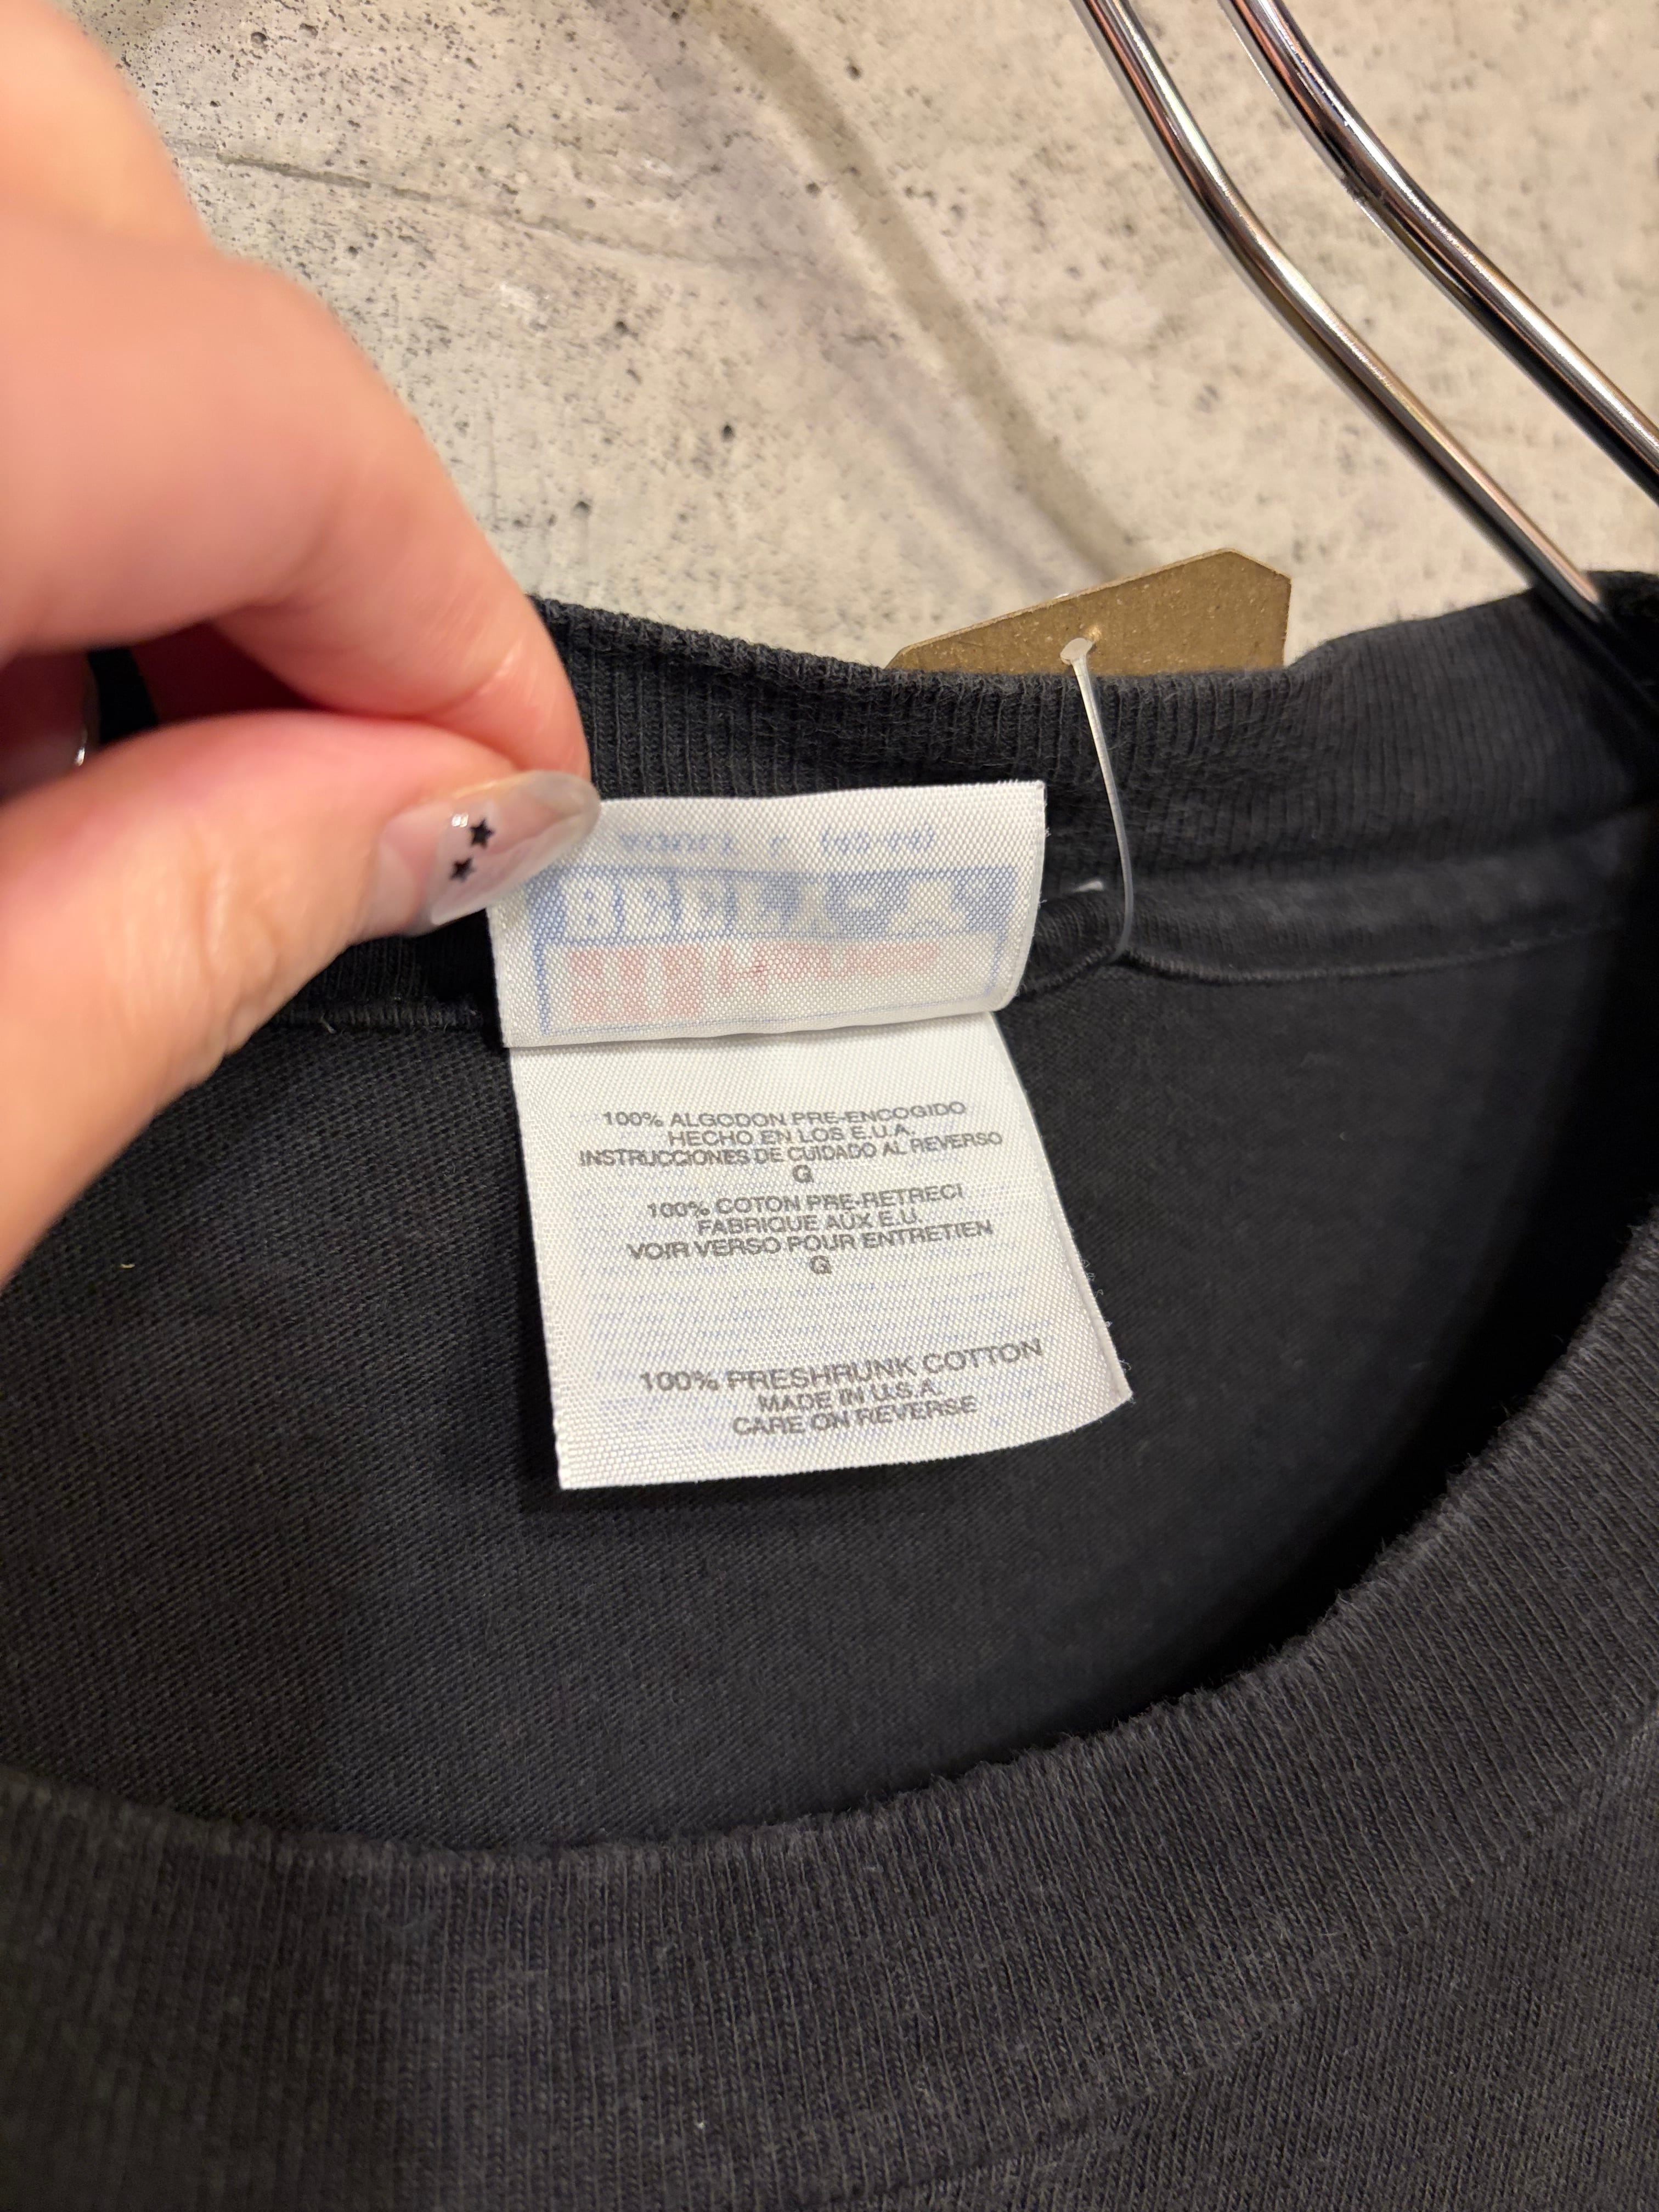 100% ALGODON PRE-ENCOGIDO
HECHO EN LOS E.U.A.
INSTRUCCIONES DE CUIDADO AL REVERSO
G
100% COTON PRE-RETRECI
FABRIQUE AUX E.U.
VOIR VERSO POUR ENTRETIEN
G
100% PRESHRUNK COTTON
MADE IN U.S.A.
CARE ON REVERSE